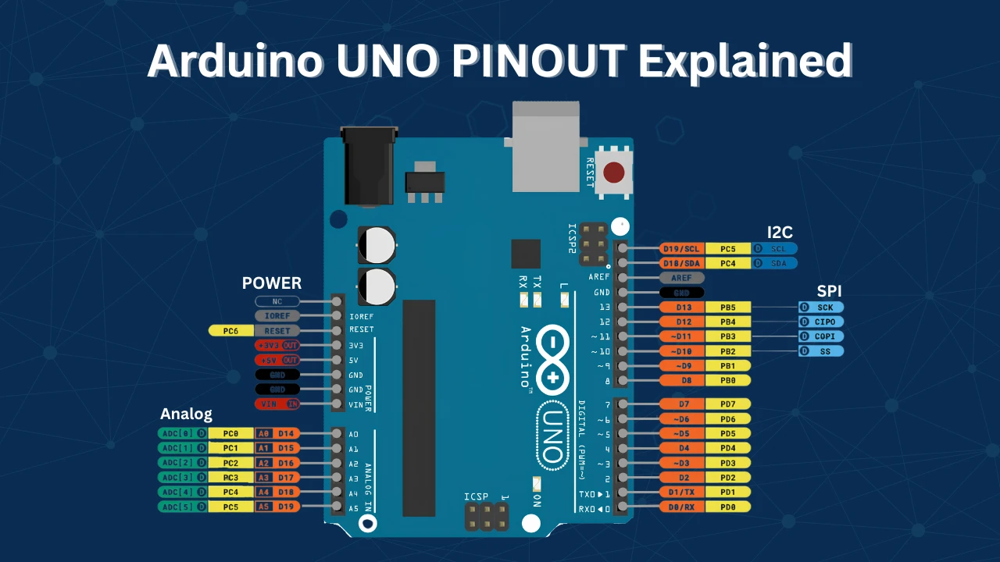 Arduino UNO PINOUT Explained
RESET
ICSP2
I2C
D19/SCL PC5 D SCL
D18/SDA PC4 D SDA
AREF AREF
GND GND
SPI
13 D13 PB5 D SCK
12 D12 PB4 D CIPO
~11 ~D11 PB3 D COPI
~10 ~D10 PB2 D SS
~9 ~D9 PB1
8 D8 PB0
7 D7 PD7
~6 ~D6 PD6
~5 ~D5 PD5
4 D4 PD4
~3 ~D3 PD3
2 D2 PD2
TX0▶1 D1/TX PD1
RX0◀0 D0/RX PD0
RX TX L
Arduino™
UNO
DIGITAL (PWM=~)
ON
ICSP 1
POWER
NC
IOREF IOREF
PC6 RESET RESET
+3V3 OUT 3V3
+5V OUT 5V
GND GND
GND GND
VIN IN VIN
POWER
Analog
ADC[0] D PC0 A0 D14 A0
ADC[1] D PC1 A1 D15 A1
ADC[2] D PC2 A2 D16 A2
ADC[3] D PC3 A3 D17 A3
ADC[4] D PC4 A4 D18 A4
ADC[5] D PC5 A5 D19 A5
ANALOG IN